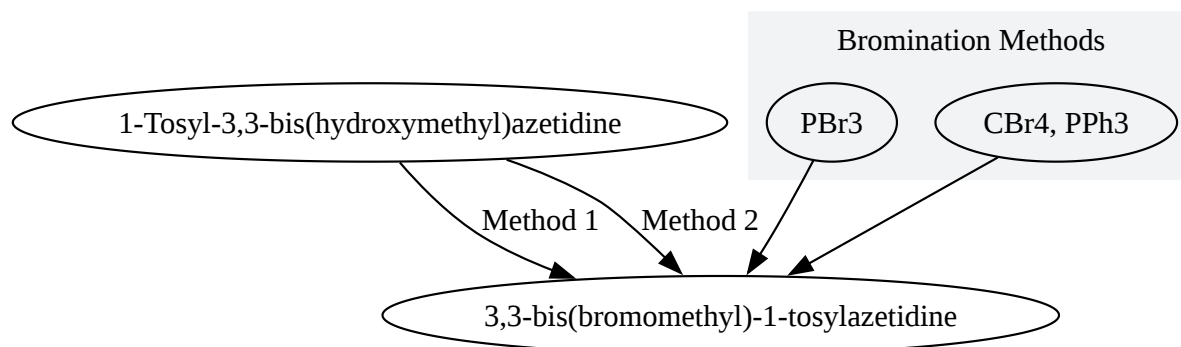 Bromination Methods
1-Tosyl-3,3-bis(hydroxymethyl)azetidine
PBr3
CBr4, PPh3
Method 1
Method 2
3,3-bis(bromomethyl)-1-tosylazetidine